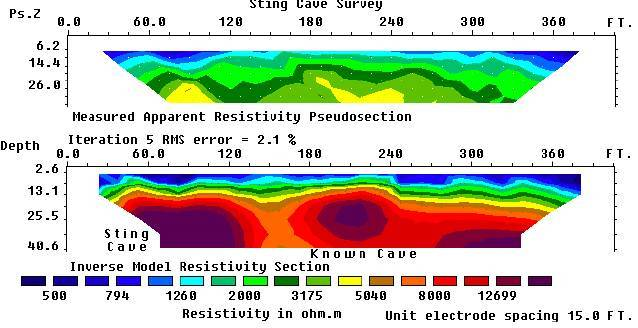 Sting Cave Survey
Ps.Z 0.0 60.0 120 180 240 300 360 FT.
6.2
14.4
26.0
Measured Apparent Resistivity Pseudosection
Depth Iteration 5 RMS error = 2.1 %
0.0 60.0 120 180 240 300 360 FT.
2.6
13.1
25.5
40.6
Sting
Cave
Known Cave
Inverse Model Resistivity Section
500 794 1260 2000 3175 5040 8000 12699
Resistivity in ohm.m
Unit electrode spacing 15.0 FT.